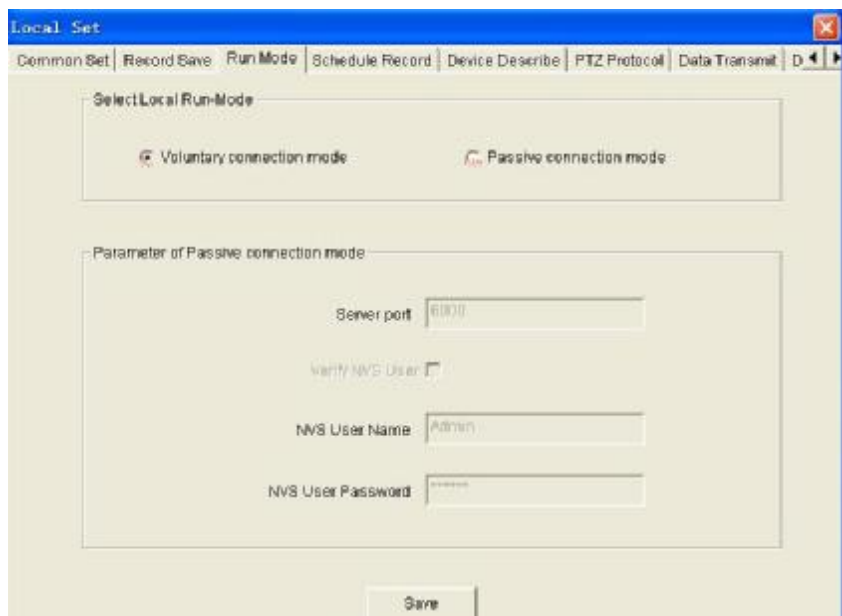 Local Set
Common Set Record Save Run Mode Schedule Record Device Describe PTZ Protocol Data Transmit D
Select Local Run-Mode
Voluntary connection mode Passive connection mode
Parameter of Passive connection mode
Server port 6000
Verify NVS User
NVS User Name Admin
NVS User Password ******
Save